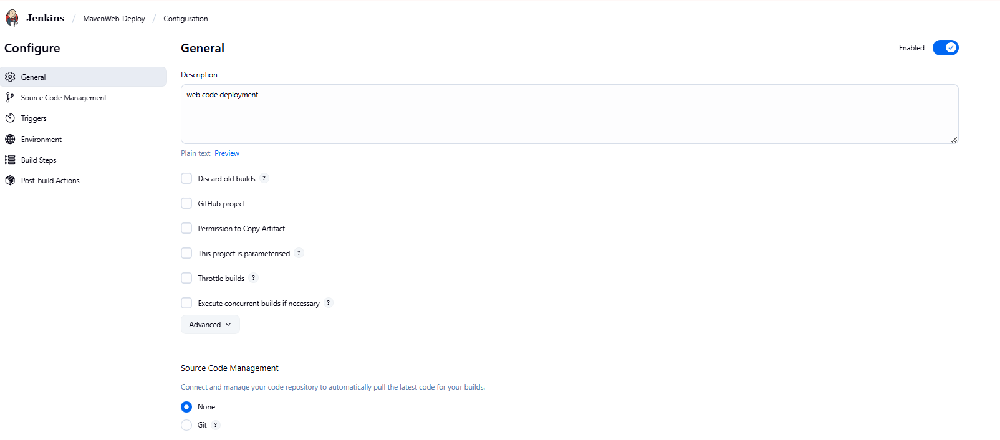 Jenkins / MavenWeb_Deploy / Configuration
Configure
General
Source Code Management
Triggers
Environment
Build Steps
Post-build Actions
General
Enabled
Description
web code deployment
Plain text Preview
Discard old builds ?
GitHub project
Permission to Copy Artifact
This project is parameterised ?
Throttle builds ?
Execute concurrent builds if necessary ?
Advanced
Source Code Management
Connect and manage your code repository to automatically pull the latest code for your builds.
None
Git ?